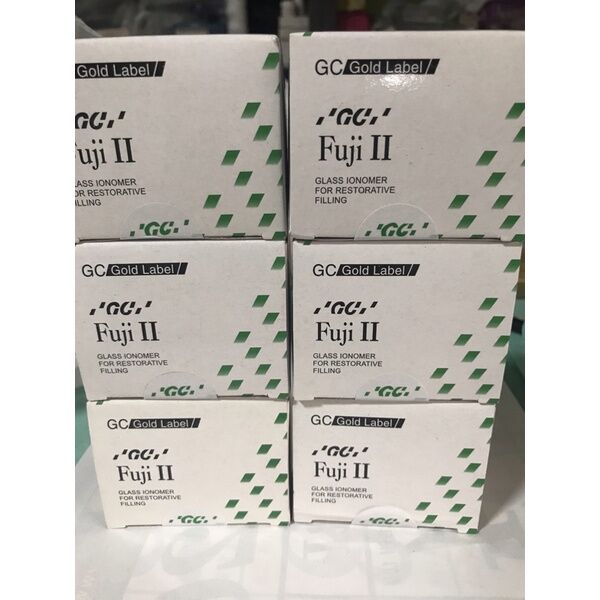 GC Gold Label
'GC'
Fuji II
GLASS IONOMER
FOR RESTORATIVE
FILLING
'GC'
GC Gold Label
'GC'
Fuji II
GLASS IONOMER
FOR RESTORATIVE
FILLING
'GC'
GC Gold Label
'GC'
Fuji II
GLASS IONOMER
FOR RESTORATIVE
FILLING
'GC'
GC Gold Label
'GC'
Fuji II
GLASS IONOMER
FOR RESTORATIVE
FILLING
'GC'
GC Gold Label
'GC'
Fuji II
GLASS IONOMER
FOR RESTORATIVE
FILLING
'GC'
GC Gold Label
'GC'
Fuji II
GLASS IONOMER
FOR RESTORATIVE
FILLING
'GC'